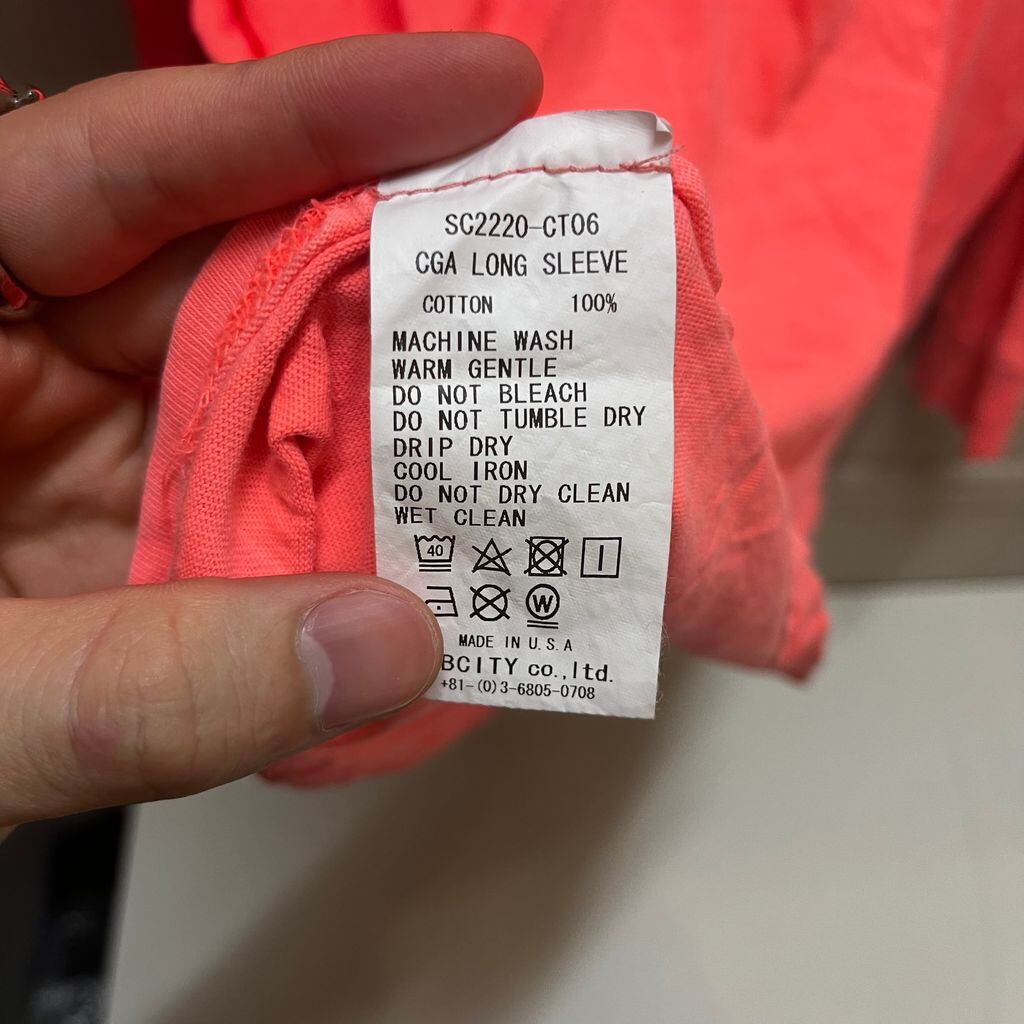 SC2220-CT06
CGA LONG SLEEVE
COTTON 100%
MACHINE WASH
WARM GENTLE
DO NOT BLEACH
DO NOT TUMBLE DRY
DRIP DRY
COOL IRON
DO NOT DRY CLEAN
WET CLEAN
40
W
MADE IN U.S.A
BCITY co.,ltd.
+81-(0)3-6805-0708